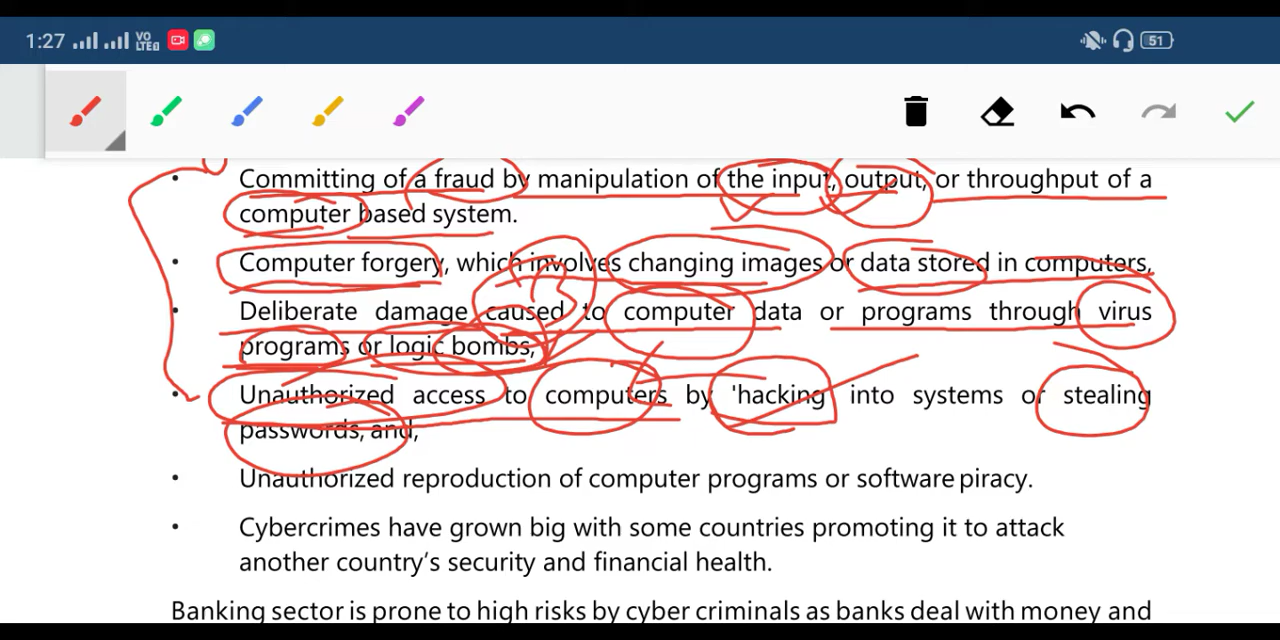 1:27 VO LTE 51
• Committing of a fraud by manipulation of the input, output, or throughput of a
computer based system.
• Computer forgery, which involves changing images or data stored in computers,
• Deliberate damage caused to computer data or programs through virus
programs or logic bombs,
• Unauthorized access to computers by 'hacking into systems or stealing
passwords, and,
• Unauthorized reproduction of computer programs or software piracy.
• Cybercrimes have grown big with some countries promoting it to attack
another country’s security and financial health.
Banking sector is prone to high risks by cyber criminals as banks deal with money and